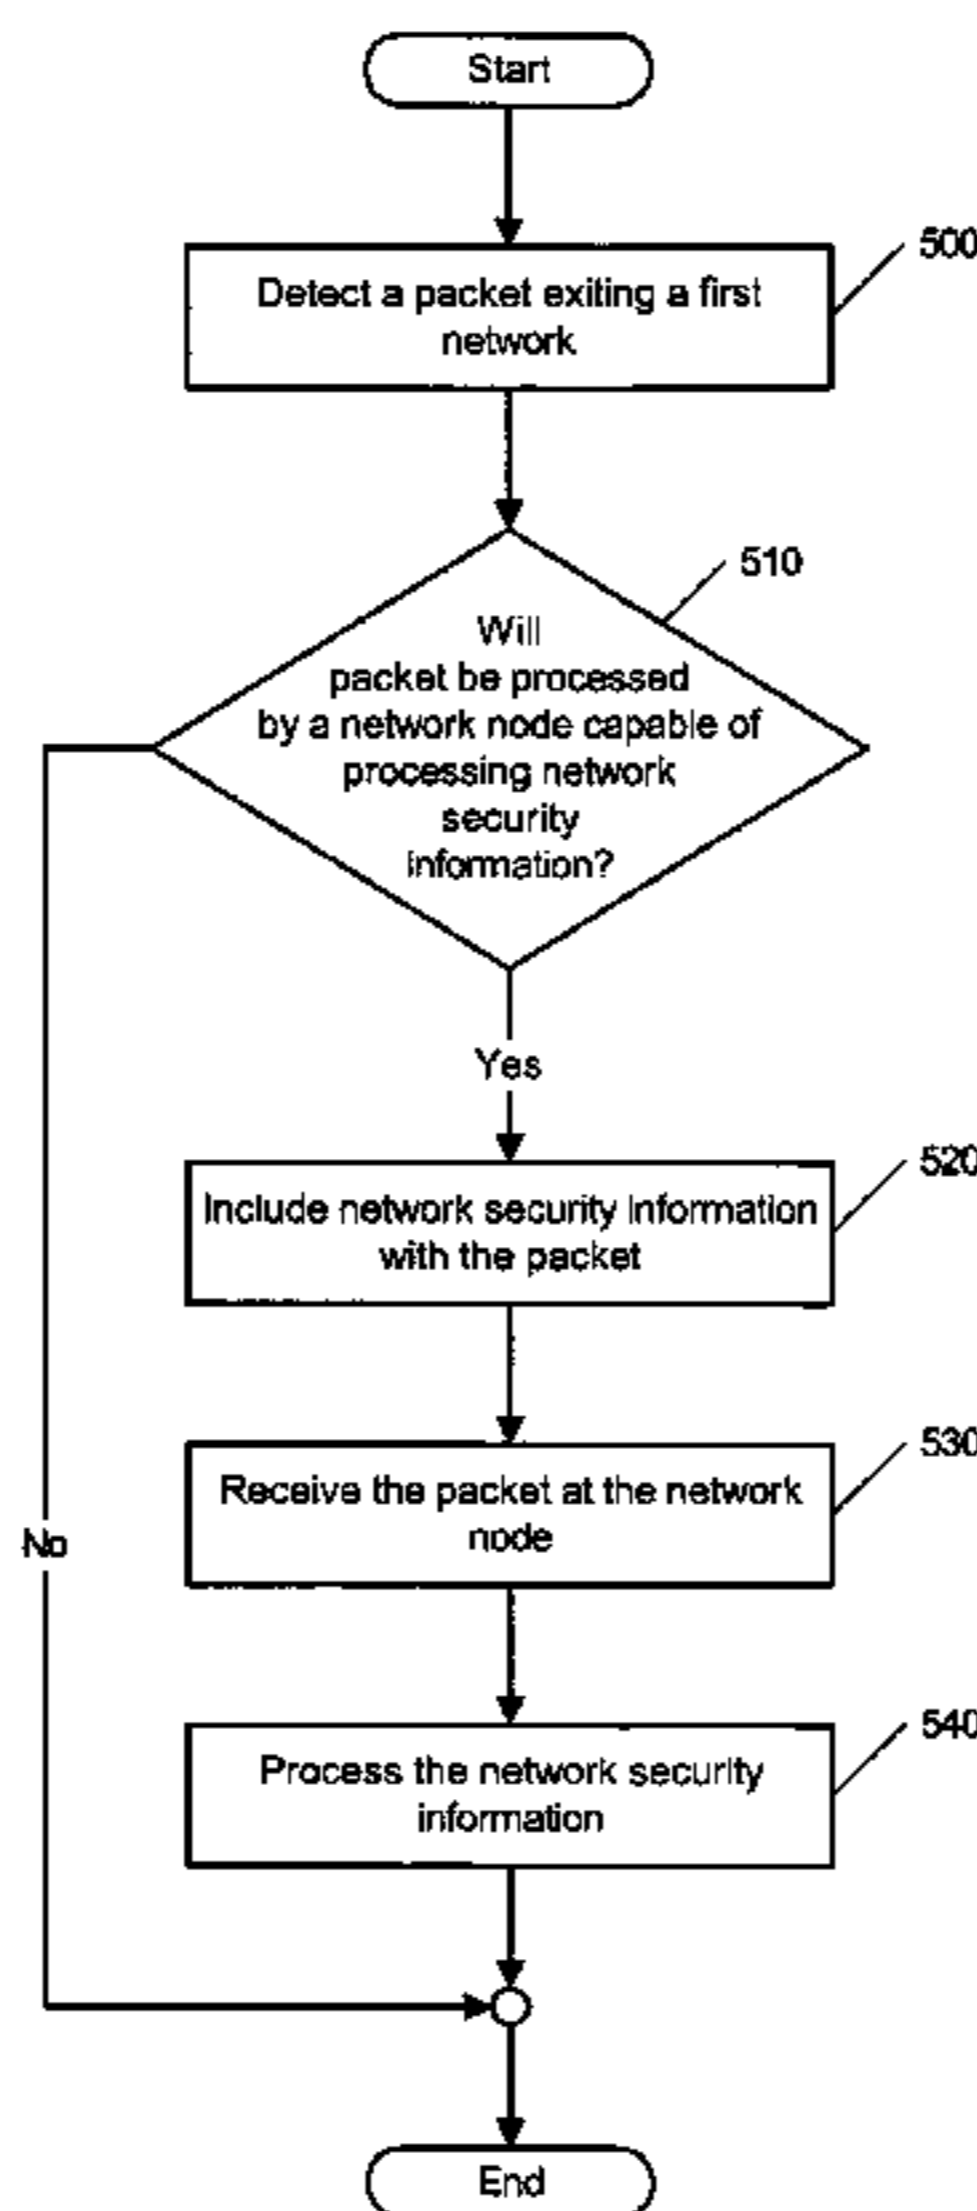 Start
500
Detect a packet exiting a first
network
510
Will
packet be processed
by a network node capable of
processing network
security
information?
Yes
520
Include network security information
with the packet
530
Receive the packet at the network
node
No
540
Process the network security
information
End